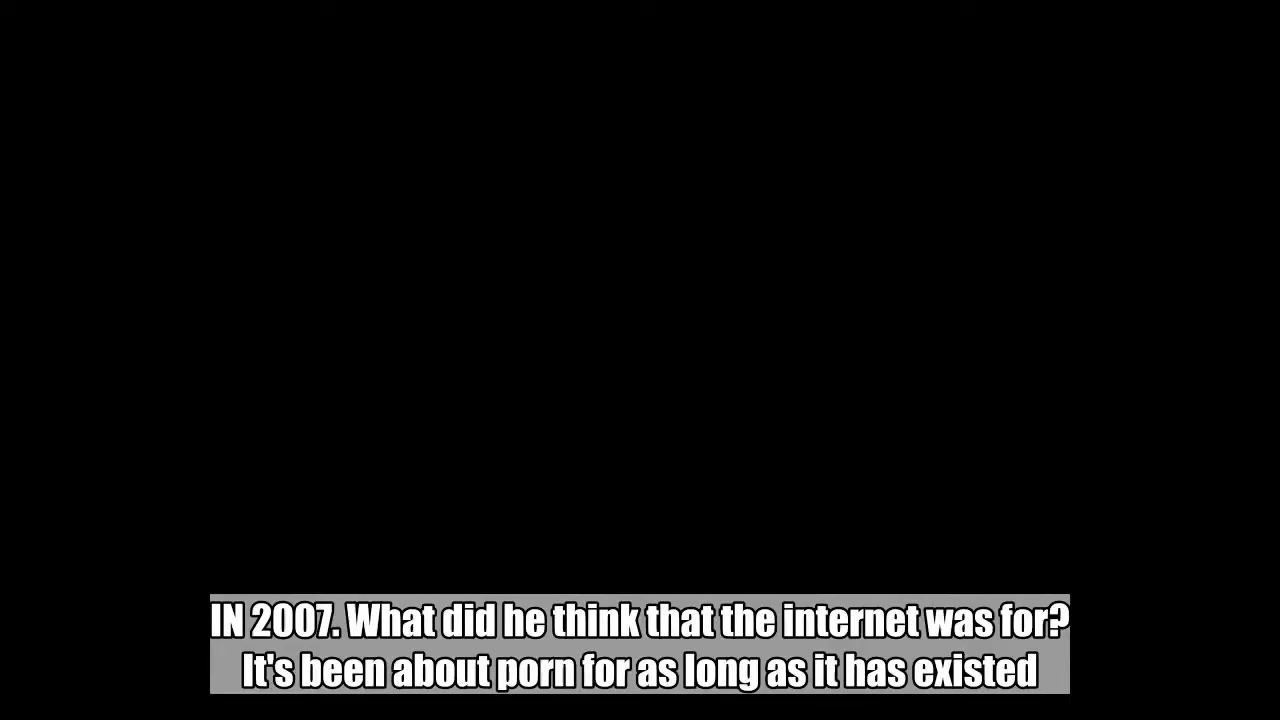 IN 2007. What did he think that the internet was for?
It's been about porn for as long as it has existed